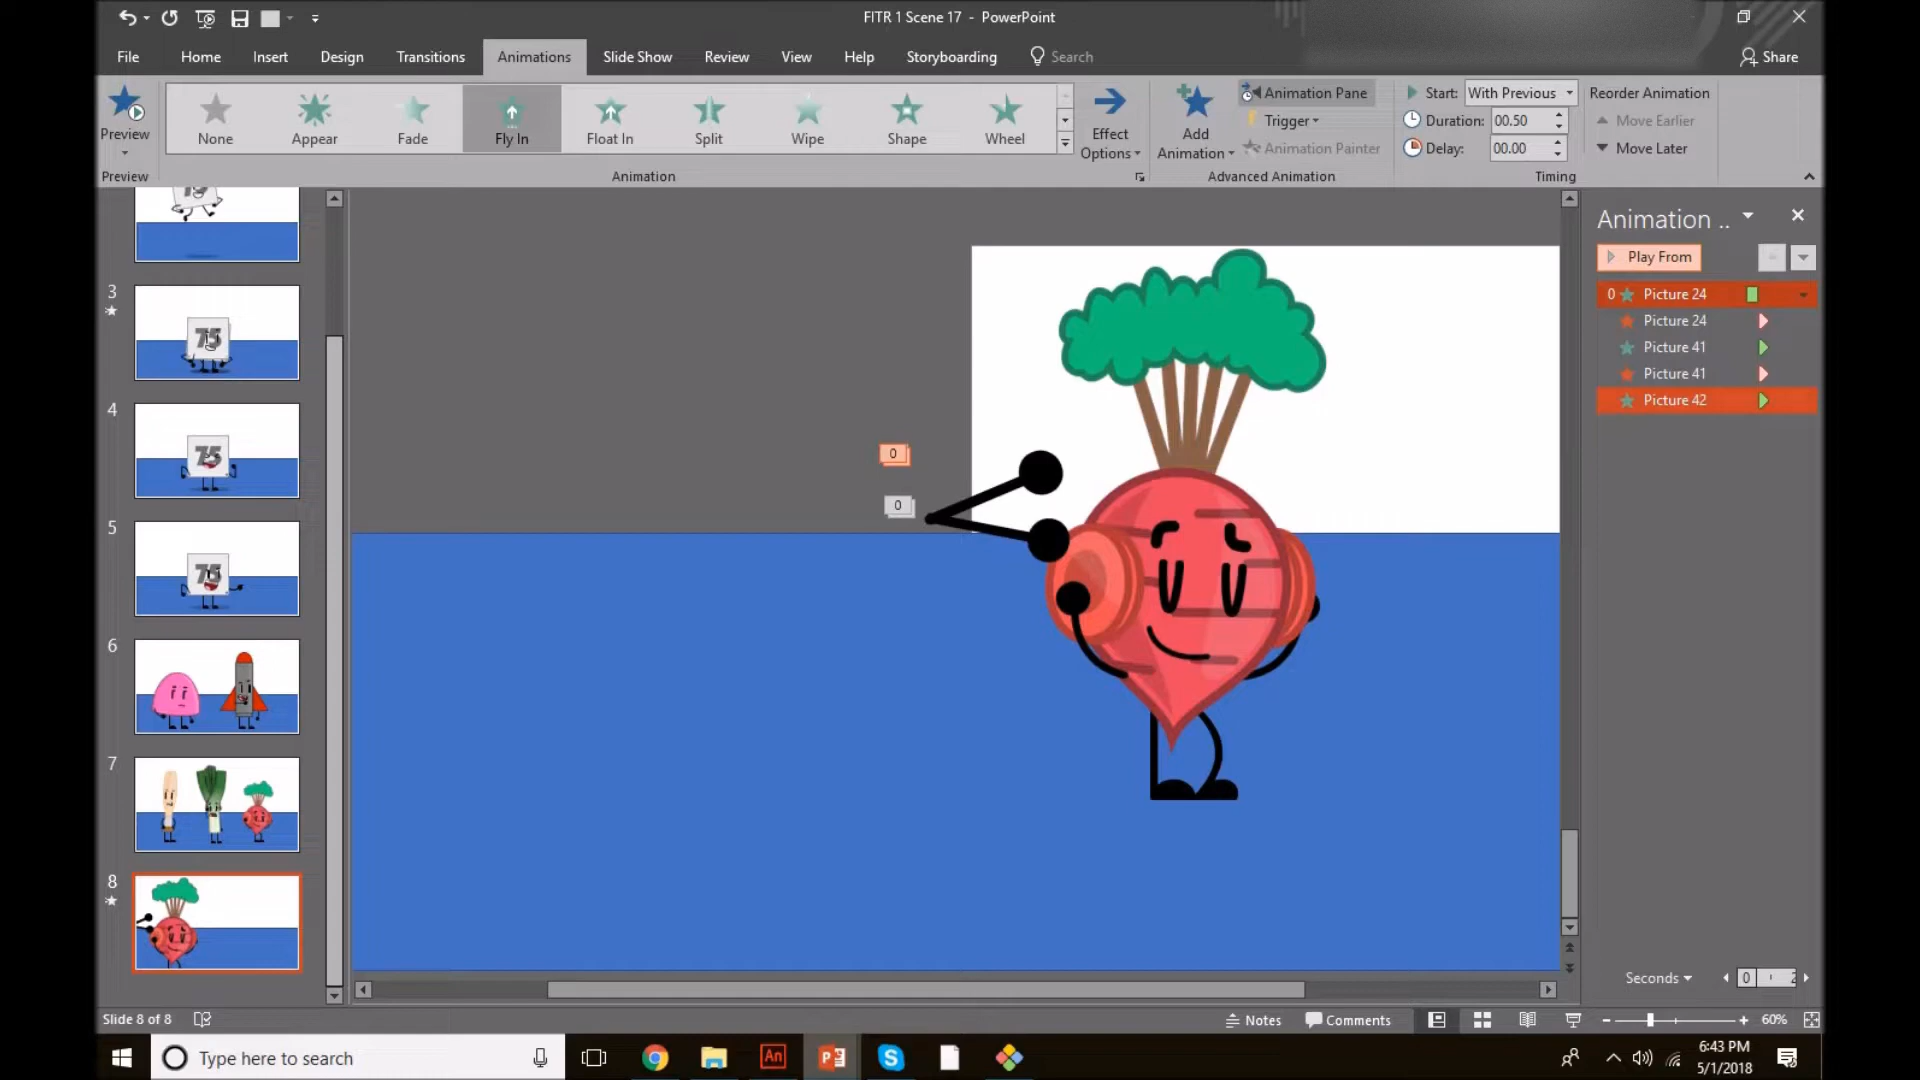 FITR 1 Scene 17 - PowerPoint
File Home Insert Design Transitions Animations Slide Show Review View Help Storyboarding Search Share
Preview
Preview
None Appear Fade Fly In Float In Split Wipe Shape Wheel
Animation
Effect Options
Add Animation
Animation Pane
Trigger
Animation Painter
Advanced Animation
Start: With Previous
Duration: 00.50
Delay: 00.00
Timing
Reorder Animation
Move Earlier
Move Later
3
75
4
75
5
75
6
7
8
0
0
Animation ..
Play From
0 Picture 24
Picture 24
Picture 41
Picture 41
Picture 42
Seconds 0
Slide 8 of 8
Notes Comments 60%
Type here to search
An
6:43 PM
5/1/2018